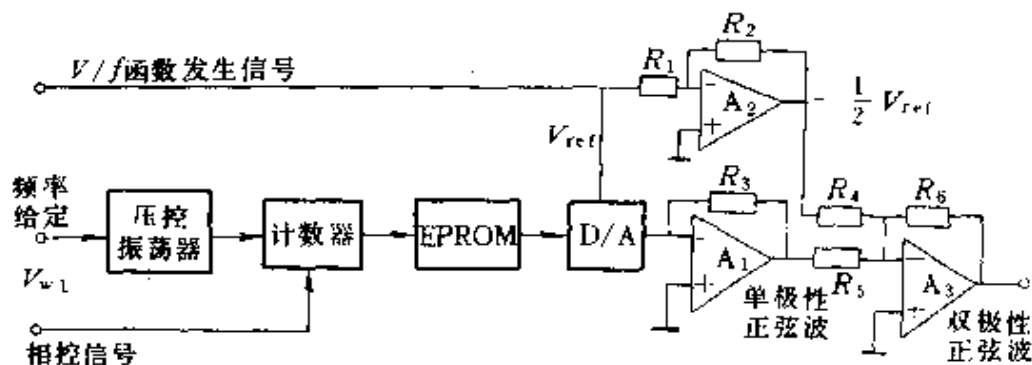 V/f函数发生信号
R1
R2
A2
- 1/2 Vref
Vref
频率
给定
压控
振荡器
计数器
EPROM
D/A
R3
R4
R6
A1
R5
A3
Vw1
单极性
正弦波
双极性
正弦波
相控信号